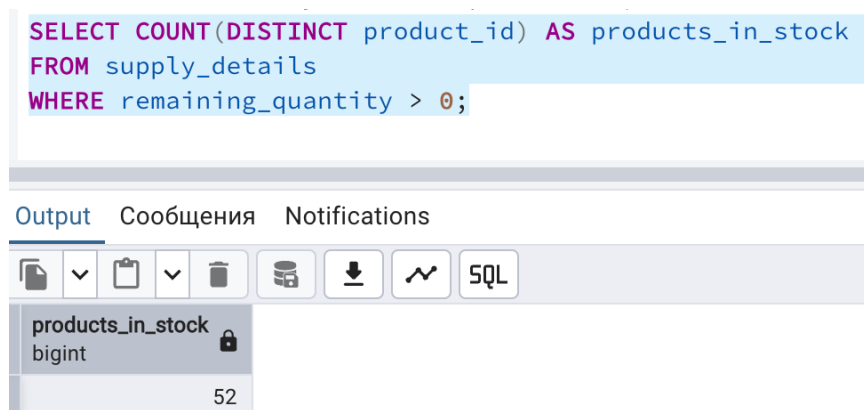 SELECT COUNT(DISTINCT product_id) AS products_in_stock
FROM supply_details
WHERE remaining_quantity > 0;
Output Сообщения Notifications
SQL
products_in_stock
bigint
52